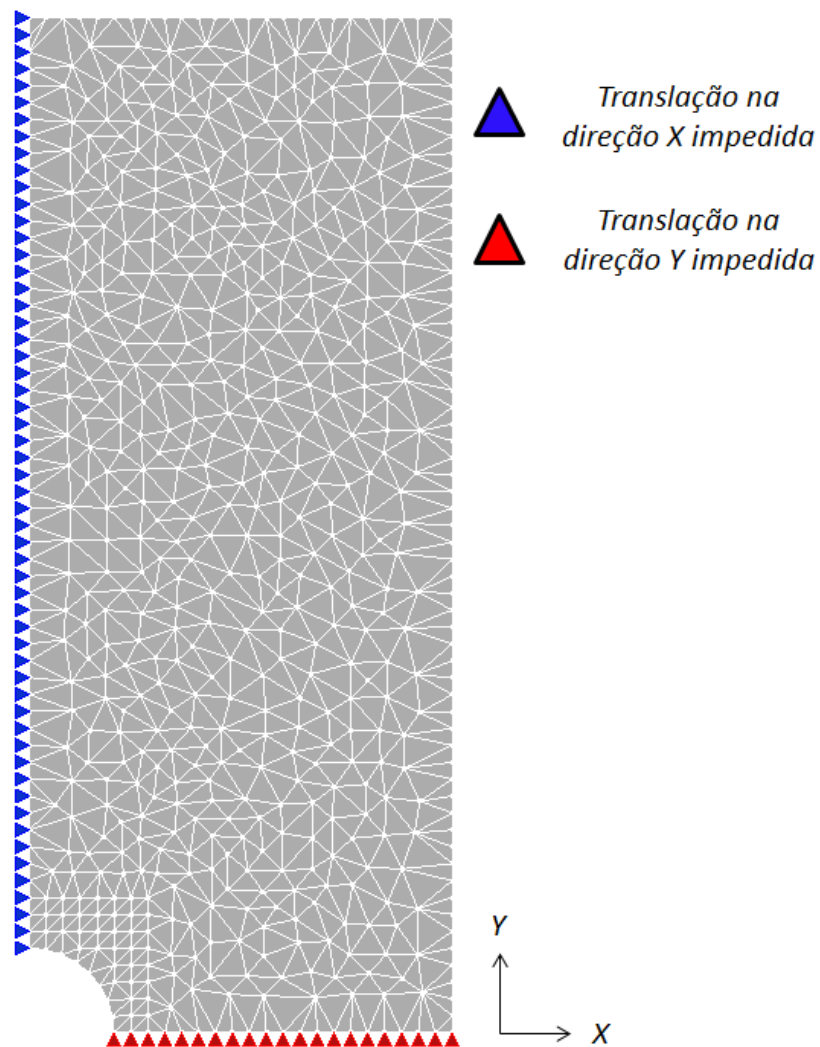 Translação na
direção X impedida
Translação na
direção Y impedida
Y
X